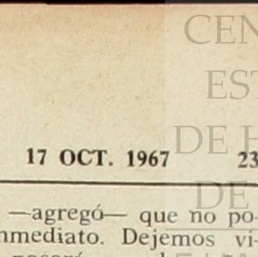 CEN
EST
DE H
DE
17 OCT. 1967 23
—agregó— que no po-
nmediato. Dejemos vi-